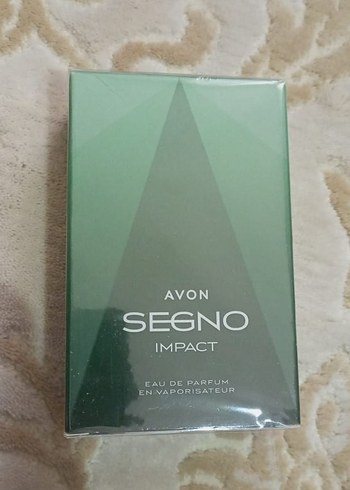 AVON
SEGNO
IMPACT
EAU DE PARFUM
EN VAPORISATEUR